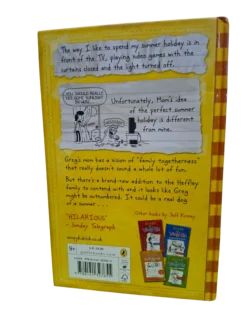 The way I like to spend my summer holiday is in
front of the TV, playing video games with the
curtains closed and the light turned off.
YOU SHOULD REALLY
Unfortunately, Mom's idea
of the perfect summer
holiday is different
from mine.
Greg's mom has a vision of "family togetherness"
that really doesn't sound a whole lot of fun.
But there's a brand-new addition to the Heffley
family to contend with and it looks like Greg
might be outnumbered. It could be a real dog
of a summer . . .
'HILARIOUS'
- Sunday Telegraph
Other books by Jeff Kinney